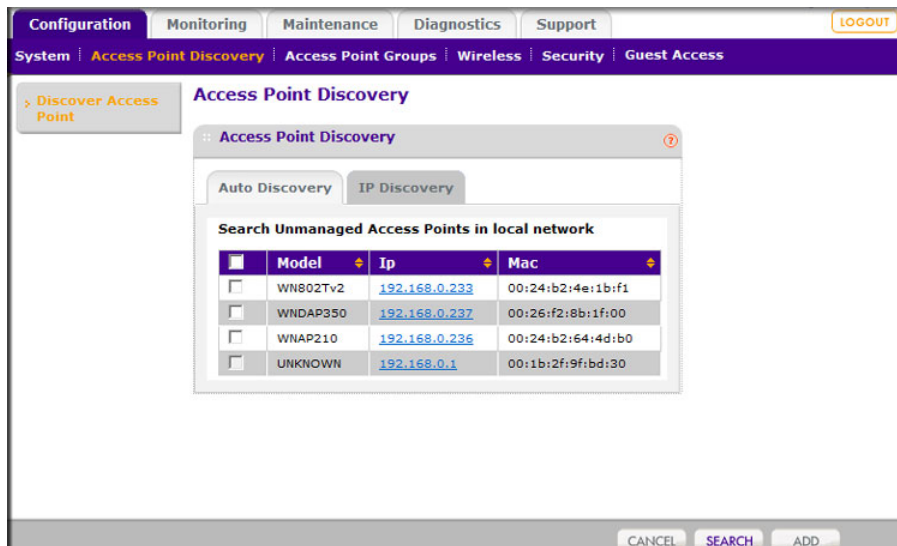 Configuration Monitoring Maintenance Diagnostics Support LOGOUT
System Access Point Discovery Access Point Groups Wireless Security Guest Access
Discover Access
Point
Access Point Discovery
Access Point Discovery ?
Auto Discovery IP Discovery
Search Unmanaged Access Points in local network
Model Ip Mac
WN802Tv2 192.168.0.233 00:24:b2:4e:1b:f1
WNDAP350 192.168.0.237 00:26:f2:8b:1f:00
WNAP210 192.168.0.236 00:24:b2:64:4d:b0
UNKNOWN 192.168.0.1 00:1b:2f:9f:bd:30
CANCEL SEARCH ADD